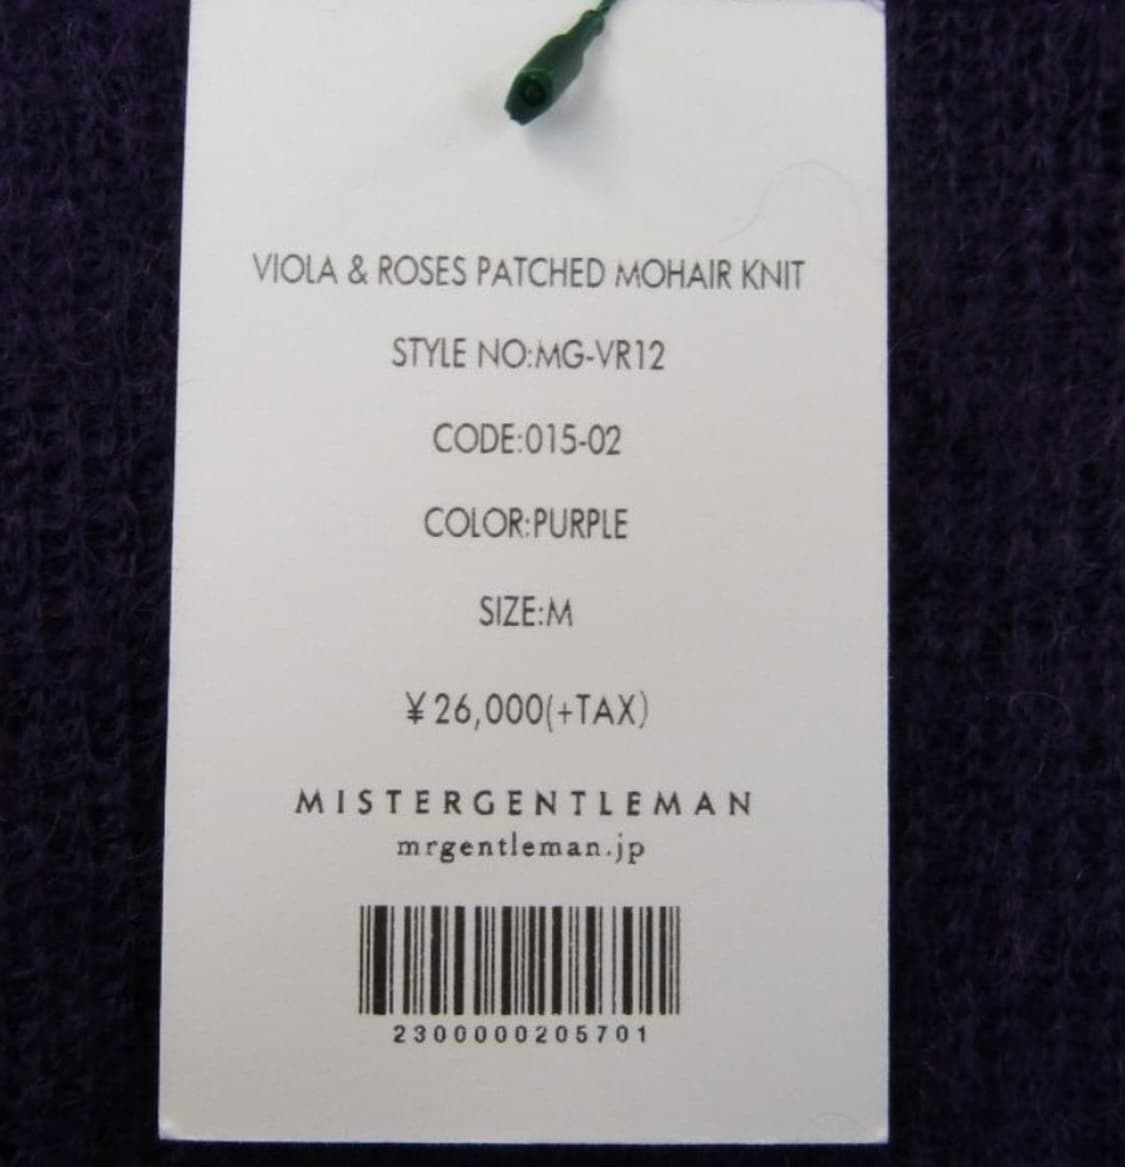 VIOLA & ROSES PATCHED MOHAIR KNIT
STYLE NO:MG-VR12
CODE:015-02
COLOR:PURPLE
SIZE:M
¥26,000(+TAX)
MISTERGENTLEMAN
mrgentleman.jp
2300000205701